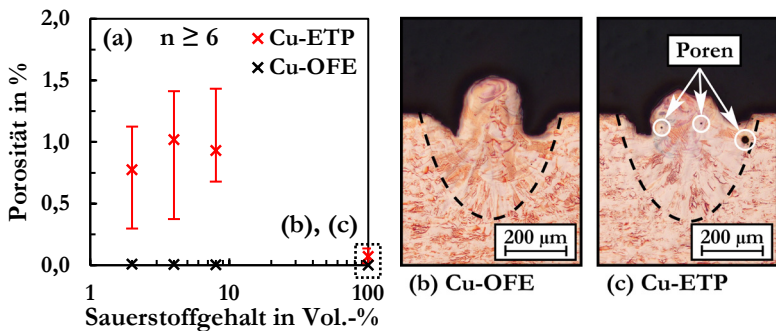 2,0
1,5
1,0
0,5
0,0
Porosität in %
(a) n ≥ 6
Cu-ETP
Cu-OFE
(b), (c)
1 10 100
Sauerstoffgehalt in Vol.-%
200 µm
(b) Cu-OFE
Poren
200 µm
(c) Cu-ETP